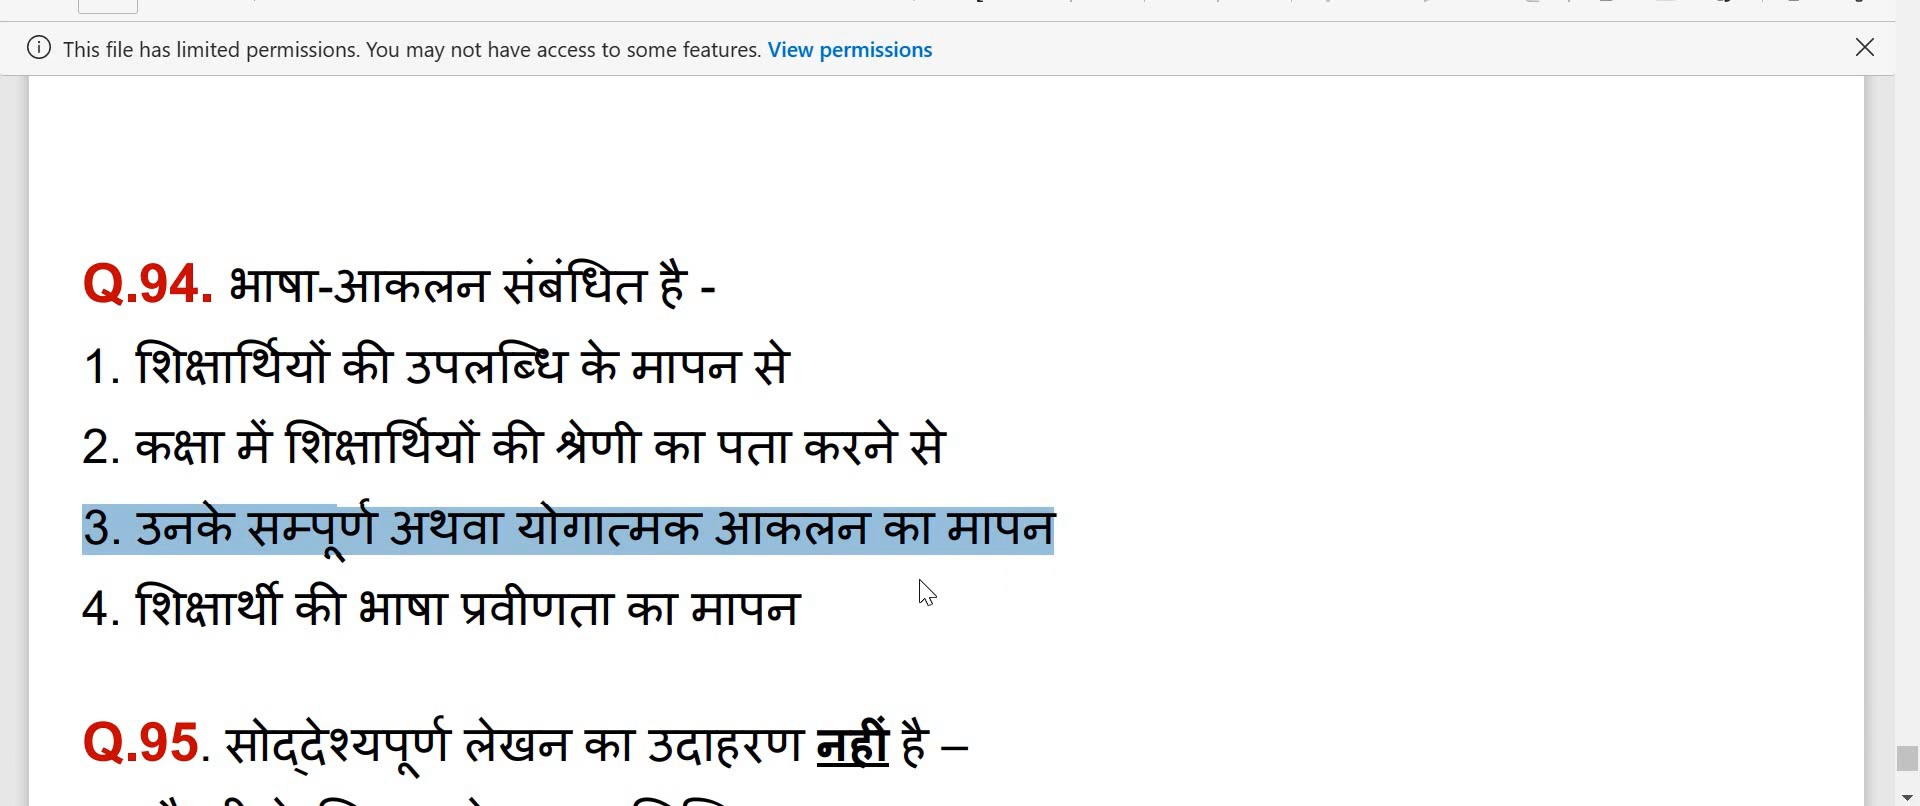 This file has limited permissions. You may not have access to some features. View permissions
Q.94. भाषा-आकलन संबंधित है -
1. शिक्षार्थियों की उपलब्धि के मापन से
2. कक्षा में शिक्षार्थियों की श्रेणी का पता करने से
3. उनके सम्पूर्ण अथवा योगात्मक आकलन का मापन
4. शिक्षार्थी की भाषा प्रवीणता का मापन
Q.95. सोद्देश्यपूर्ण लेखन का उदाहरण नहीं है –